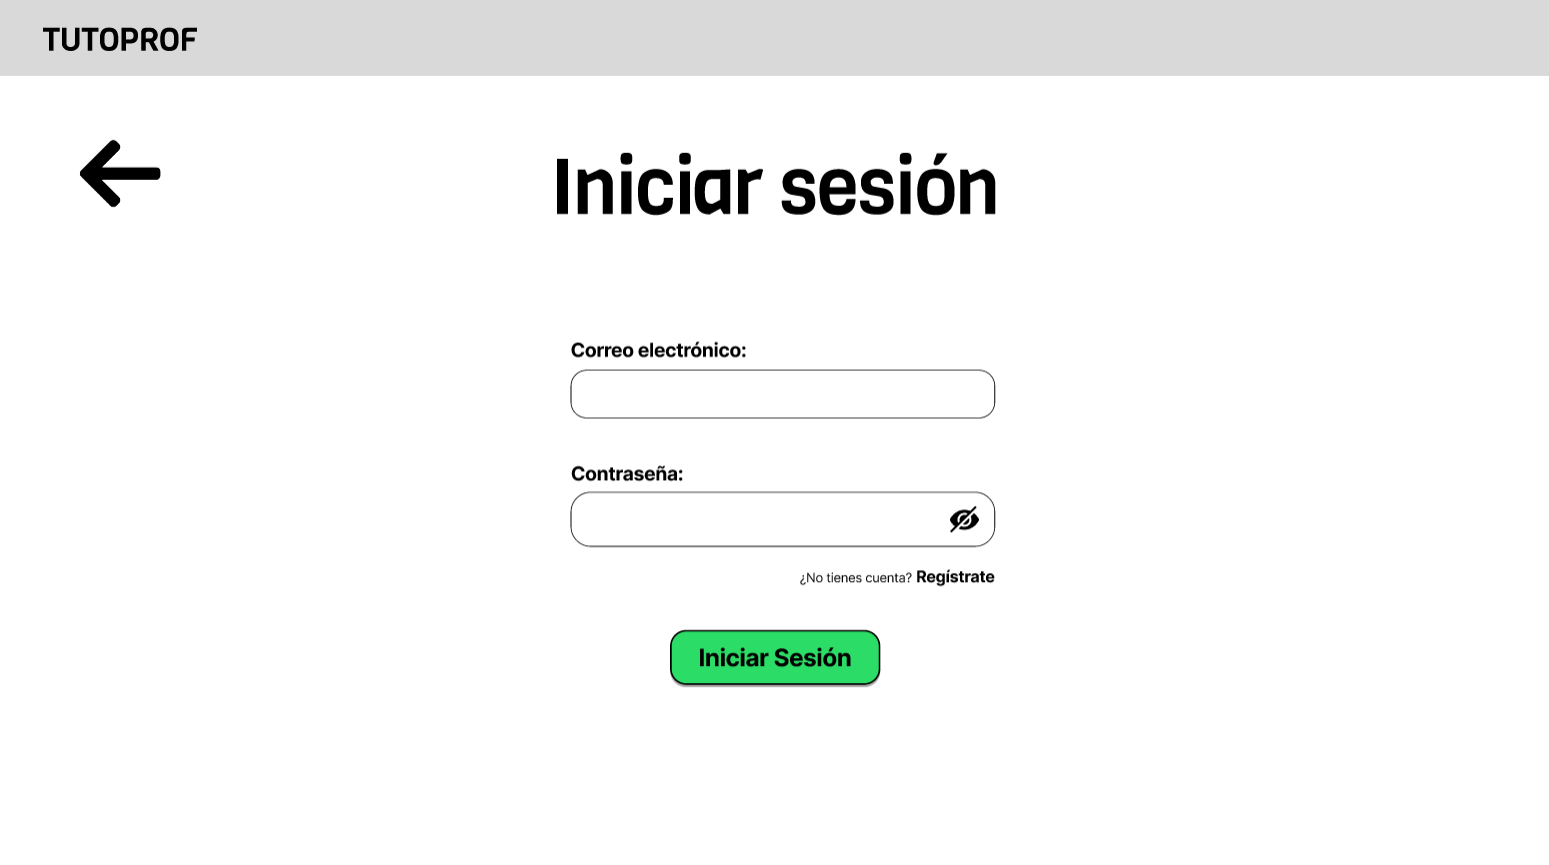 TUTOPROF
Iniciar sesión
Correo electrónico:
Contraseña:
¿No tienes cuenta? Regístrate
Iniciar Sesión